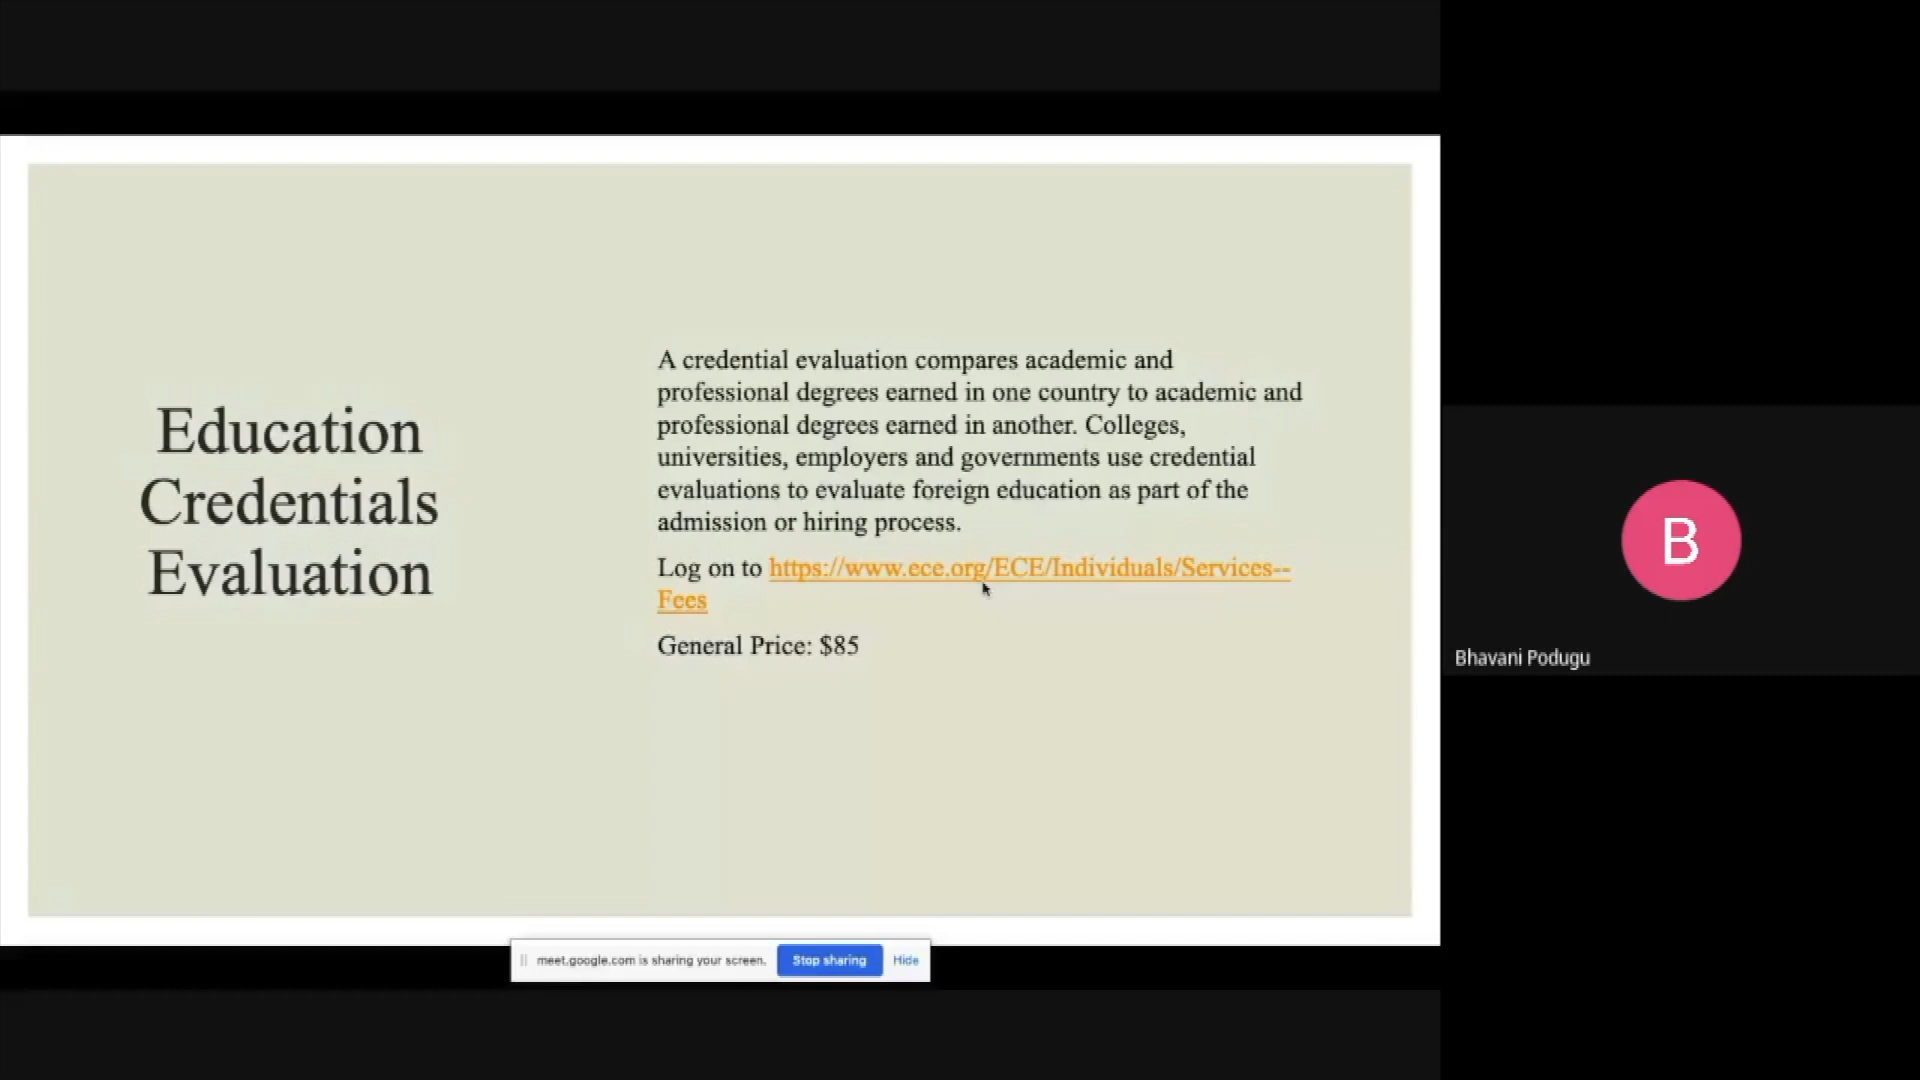 Education
Credentials
Evaluation
A credential evaluation compares academic and
professional degrees earned in one country to academic and
professional degrees earned in another. Colleges,
universities, employers and governments use credential
evaluations to evaluate foreign education as part of the
admission or hiring process.
Log on to https://www.ece.org/ECE/Individuals/Services--
Fees
General Price: $85
B
Bhavani Podugu
meet.google.com is sharing your screen. Stop sharing Hide